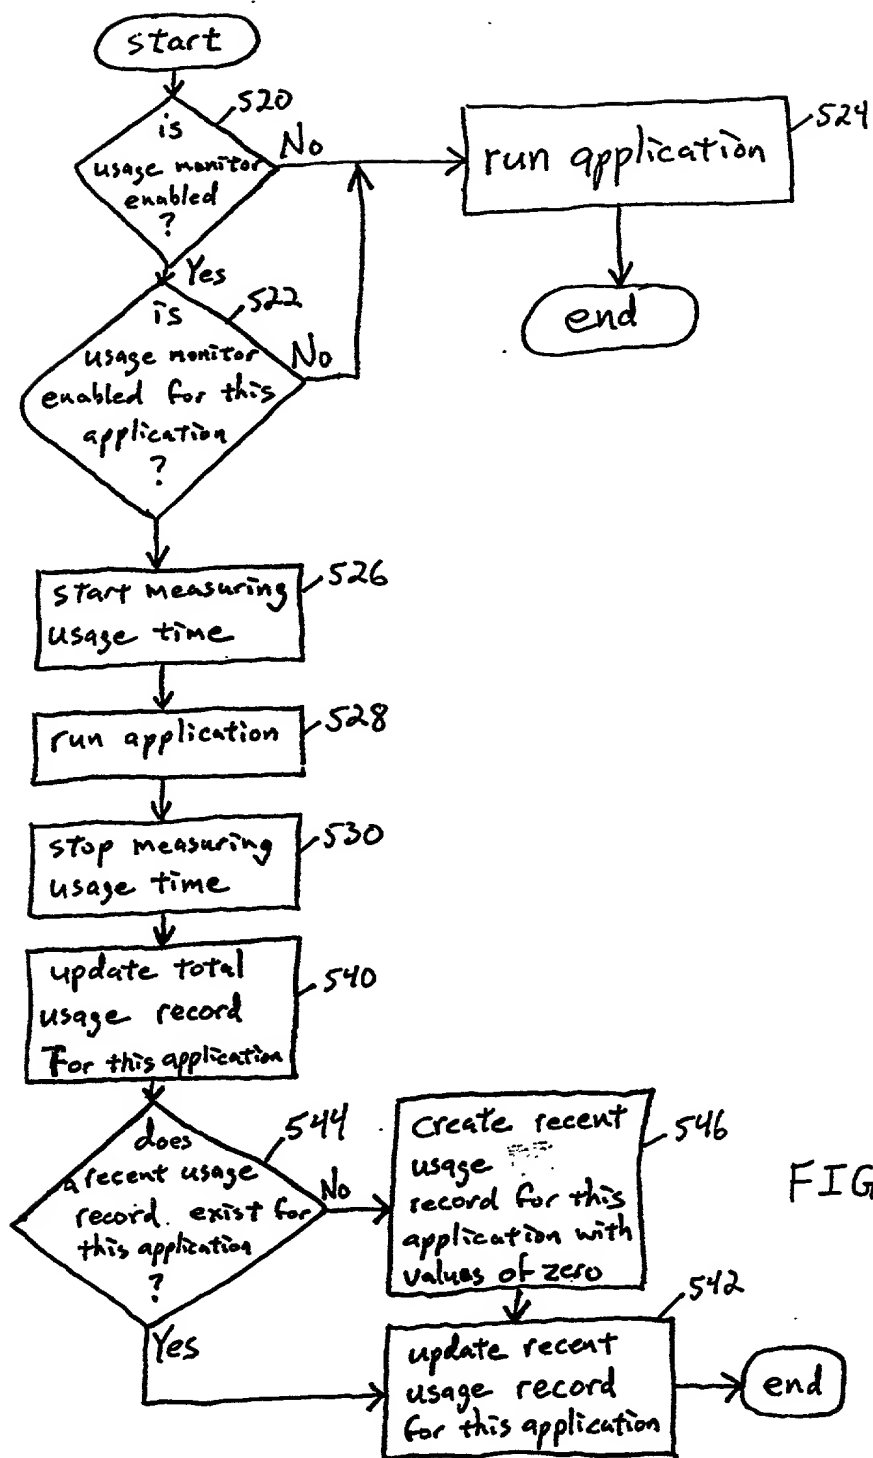 start
520
is
usage monitor
enabled
?
No
Yes
run application
524
end
522
is
usage monitor
enabled for this
application
?
No
start measuring
usage time
526
run application
528
stop measuring
usage time
530
update total
usage record
for this application
540
544
does
a recent usage
record exist for
this application
?
No
Yes
create recent
usage
record for this
application with
values of zero
546
FIG
542
update recent
usage record
for this application
end